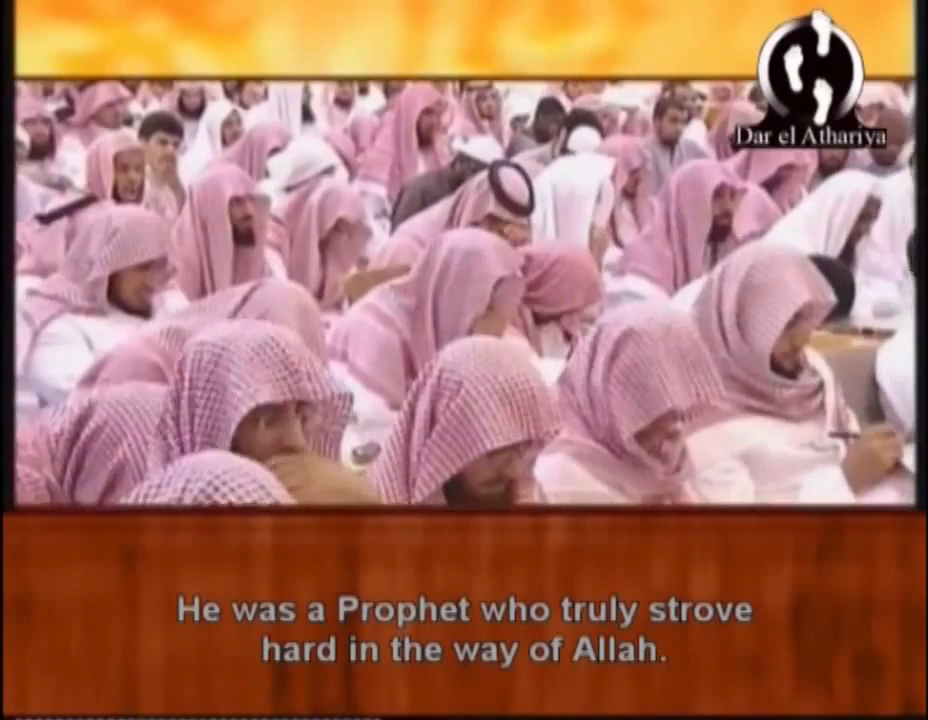 Dar el Athariya
He was a Prophet who truly strove
hard in the way of Allah.